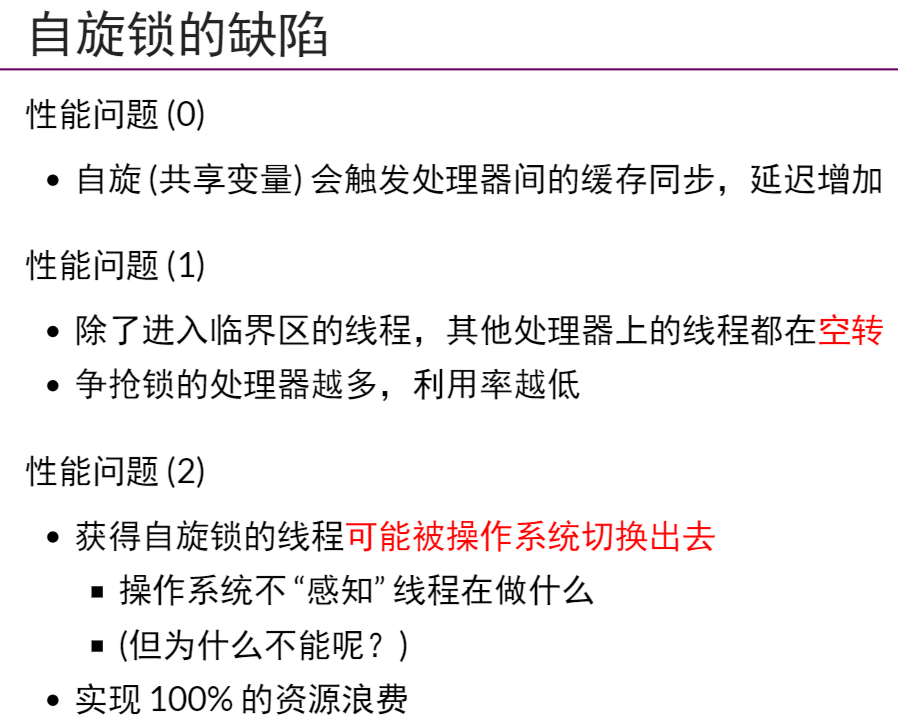 自旋锁的缺陷
性能问题 (0)
• 自旋 (共享变量) 会触发处理器间的缓存同步，延迟增加
性能问题 (1)
• 除了进入临界区的线程，其他处理器上的线程都在空转
• 争抢锁的处理器越多，利用率越低
性能问题 (2)
• 获得自旋锁的线程可能被操作系统切换出去
▪ 操作系统不 “感知” 线程在做什么
▪ (但为什么不能呢？)
• 实现 100% 的资源浪费